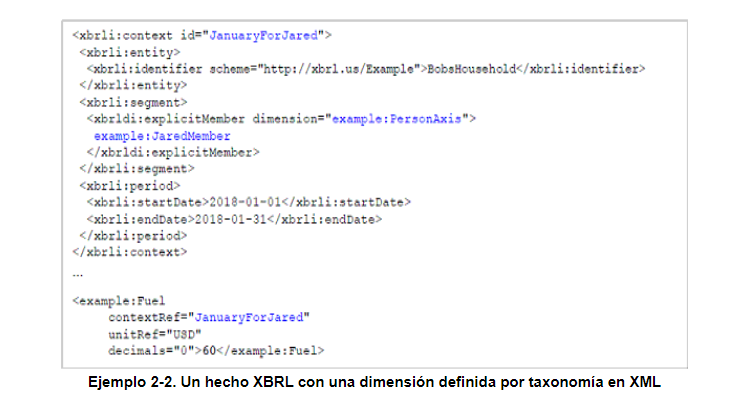 <xbrli:context id="JanuaryForJared">
<xbrli:entity>
<xbrli:identifier scheme="http://xbrl.us/Example">BobsHousehold</xbrli:identifier>
</xbrli:entity>
<xbrli:segment>
<xbrldi:explicitMember dimension="example:PersonAxis">
example:JaredMember
</xbrldi:explicitMember>
</xbrli:segment>
<xbrli:period>
<xbrli:startDate>2018-01-01</xbrli:startDate>
<xbrli:endDate>2018-01-31</xbrli:endDate>
</xbrli:period>
</xbrli:context>
...
<example:Fuel
contextRef="JanuaryForJared"
unitRef="USD"
decimals="0">60</example:Fuel>
Ejemplo 2-2. Un hecho XBRL con una dimensión definida por taxonomía en XML